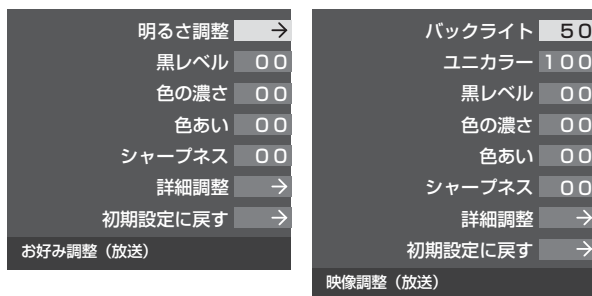 明るさ調整 →
黒レベル 00
色の濃さ 00
色あい 00
シャープネス 00
詳細調整 →
初期設定に戻す →
お好み調整（放送）
バックライト 50
ユニカラー 100
黒レベル 00
色の濃さ 00
色あい 00
シャープネス 00
詳細調整 →
初期設定に戻す →
映像調整（放送）